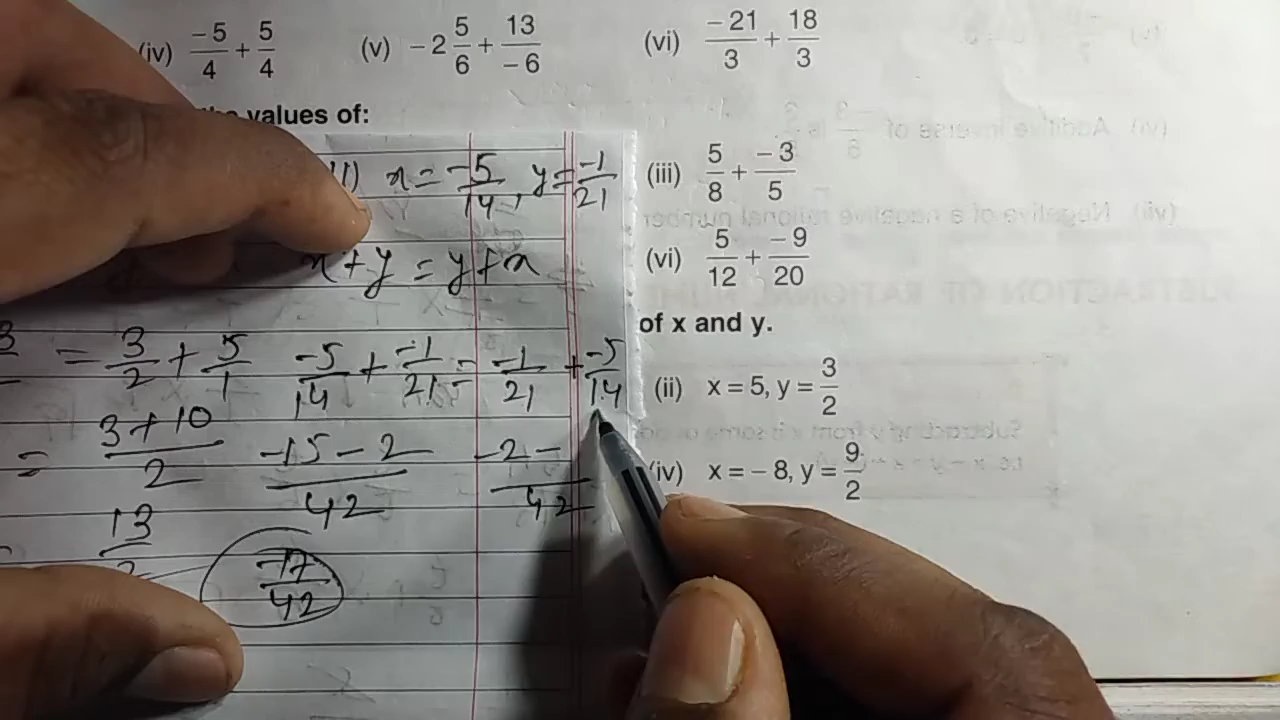 (iv) -5/4 + 5/4 (v) -2 5/6 + 13/-6 (vi) -21/3 + 18/3
values of:
x = -5/14, y = -1/21 (iii) 5/8 + -3/5
x + y = y + x (vi) 5/12 + -9/20
of x and y.
= 3/2 + 5/1 -5/14 + -1/21 = -1/21 + -5/14 (ii) x = 5, y = 3/2
= 3+10/2 -15-2/42 -2-/42 (iv) x = -8, y = 9/2
13 -17/42